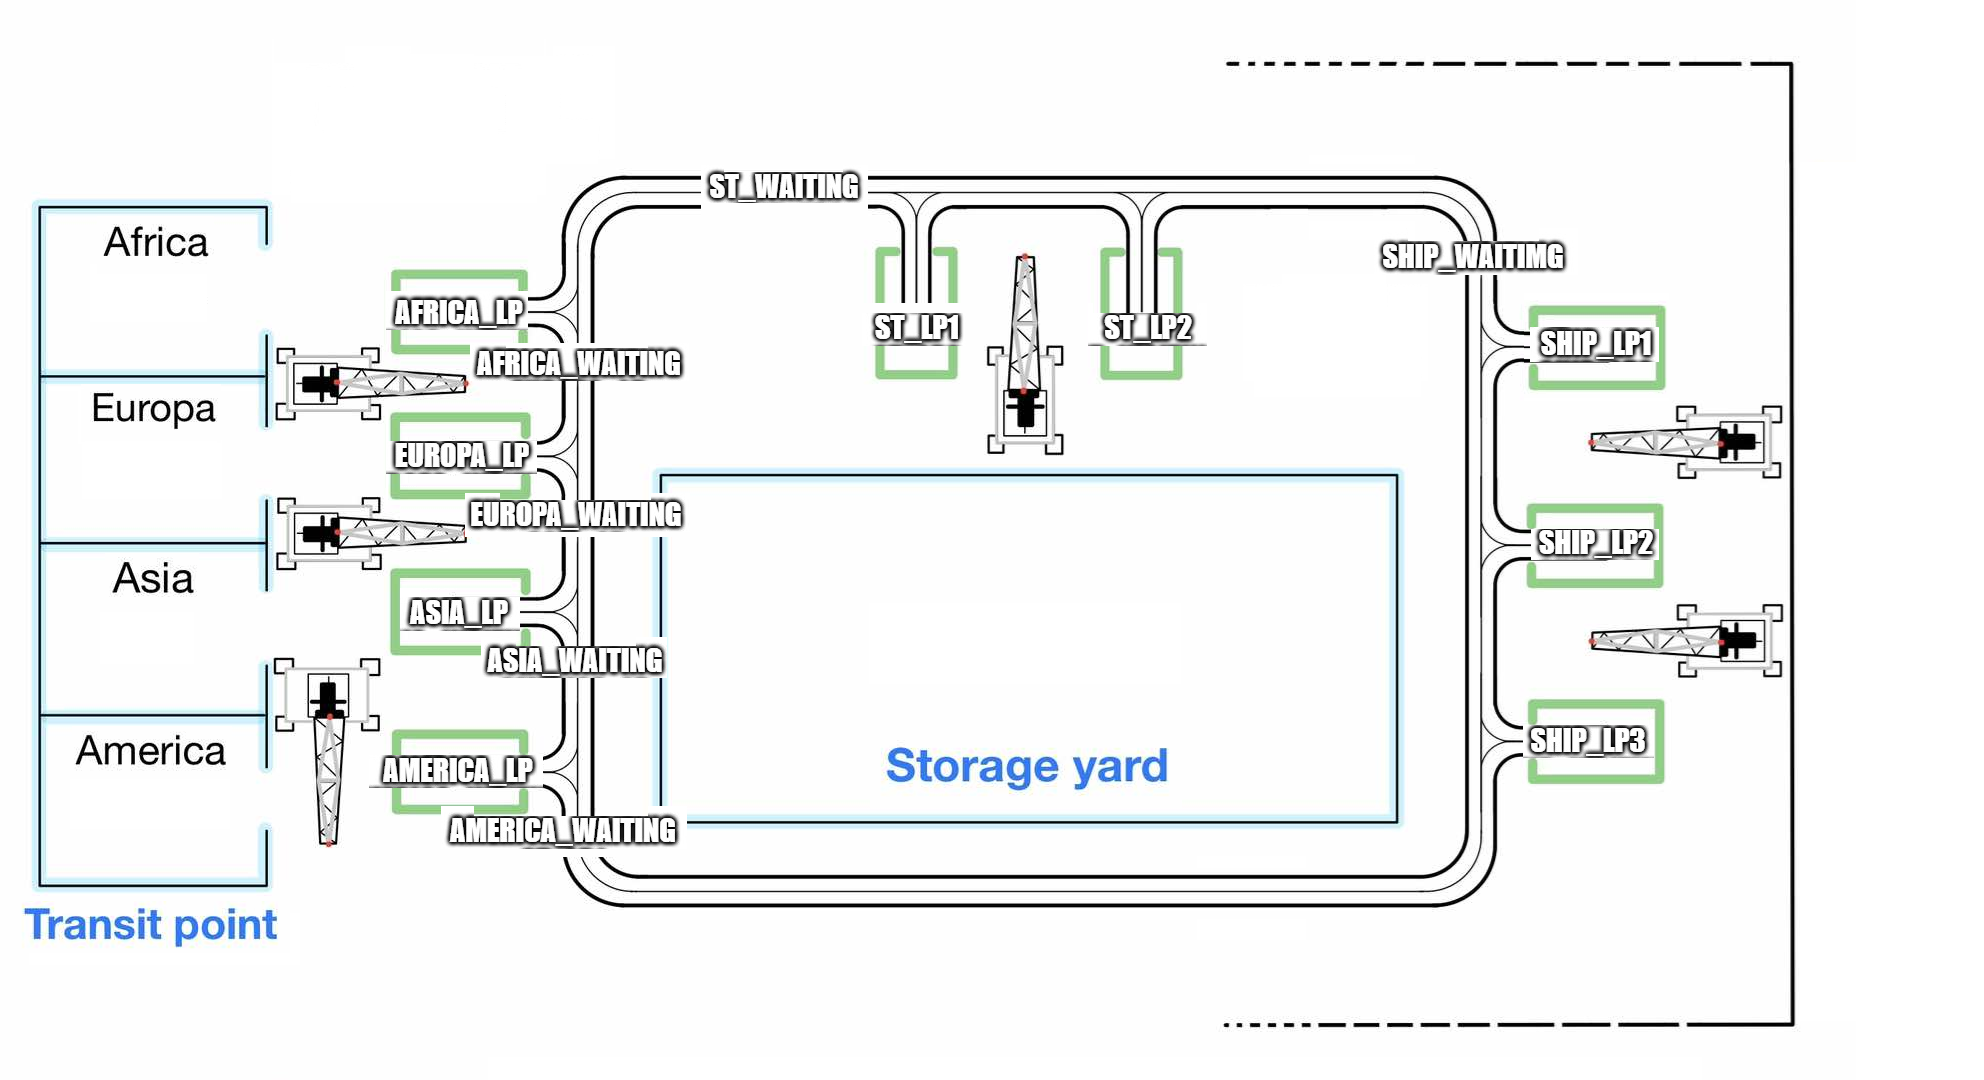 ST_WAITING
Africa
SHIP_WAITIMG
AFRICA_LP
ST_LP1
ST_LP2
SHIP_LP1
AFRICA_WAITING
Europa
EUROPA_LP
EUROPA_WAITING
SHIP_LP2
Asia
ASIA_LP
ASIA_WAITING
SHIP_LP3
America
AMERICA_LP
Storage yard
AMERICA_WAITING
Transit point